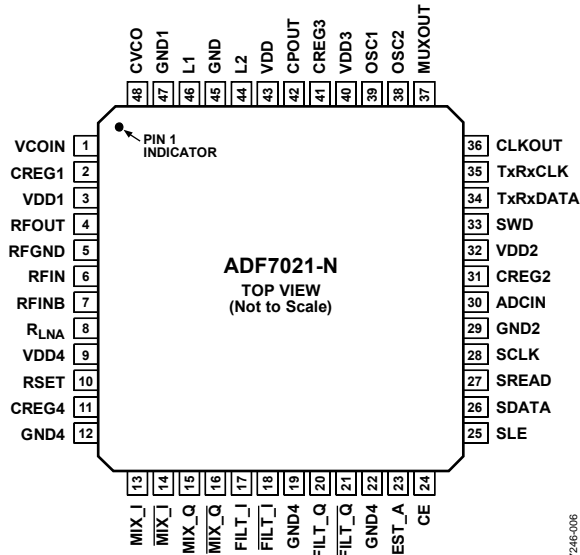 CVCO
GND1
L1
GND
L2
VDD
CPOUT
CREG3
VDD3
OSC1
OSC2
MUXOUT
48
47
46
45
44
43
42
41
40
39
38
37
PIN 1
INDICATOR
VCOIN 1
CREG1 2
VDD1 3
RFOUT 4
RFGND 5
RFIN 6
RFINB 7
RLNA 8
VDD4 9
RSET 10
CREG4 11
GND4 12
ADF7021-N
TOP VIEW
(Not to Scale)
36 CLKOUT
35 TxRxCLK
34 TxRxDATA
33 SWD
32 VDD2
31 CREG2
30 ADCIN
29 GND2
28 SCLK
27 SREAD
26 SDATA
25 SLE
13
14
15
16
17
18
19
20
21
22
23
24
MIX_I
MIX_I
MIX_Q
MIX_Q
FILT_I
FILT_I
GND4
FILT_Q
FILT_Q
GND4
EST_A
CE
246-006